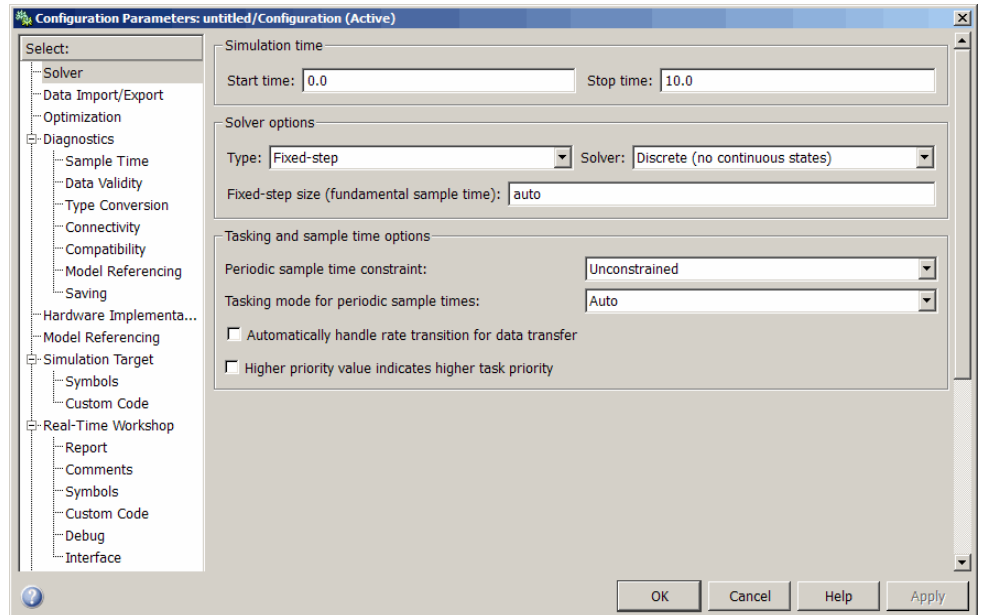 Configuration Parameters: untitled/Configuration (Active)
Select:
Solver
Data Import/Export
Optimization
Diagnostics
Sample Time
Data Validity
Type Conversion
Connectivity
Compatibility
Model Referencing
Saving
Hardware Implementa...
Model Referencing
Simulation Target
Symbols
Custom Code
Real-Time Workshop
Report
Comments
Symbols
Custom Code
Debug
Interface
Simulation time
Start time: 0.0 Stop time: 10.0
Solver options
Type: Fixed-step Solver: Discrete (no continuous states)
Fixed-step size (fundamental sample time): auto
Tasking and sample time options
Periodic sample time constraint: Unconstrained
Tasking mode for periodic sample times: Auto
Automatically handle rate transition for data transfer
Higher priority value indicates higher task priority
OK Cancel Help Apply